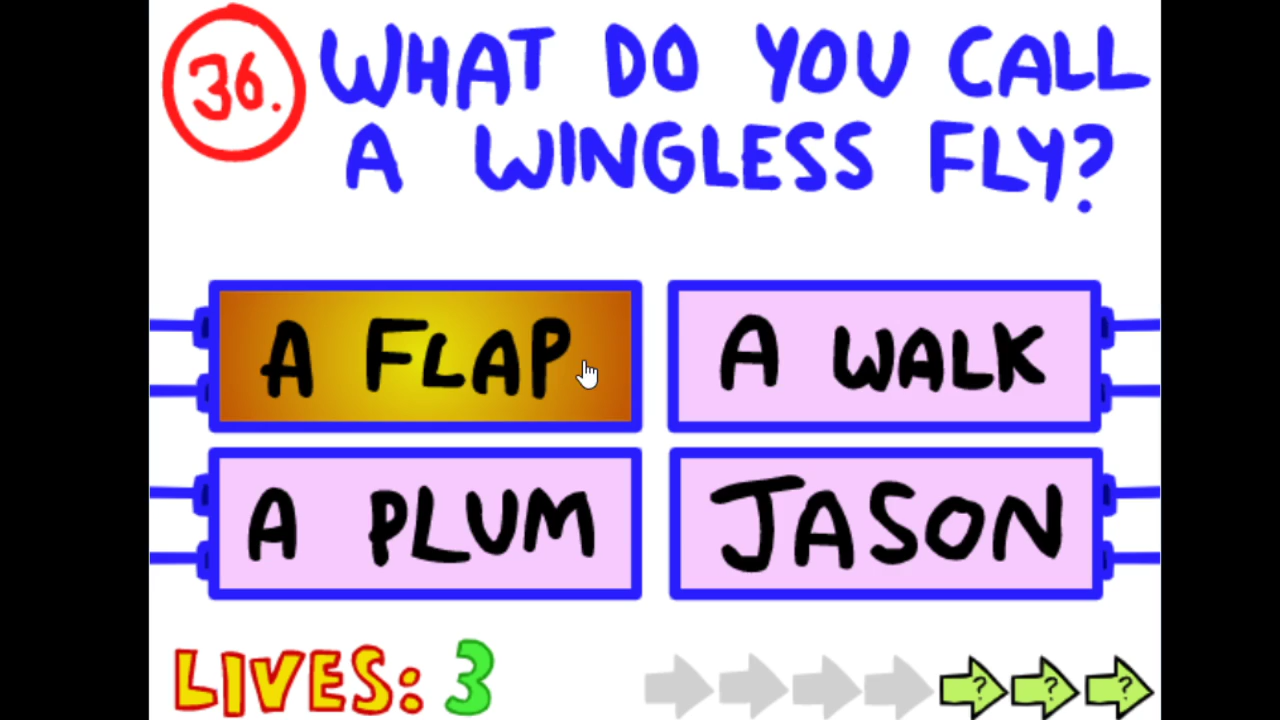 36. WHAT DO YOU CALL
A WINGLESS FLY?
A FLAP
A WALK
A PLUM
JASON
LIVES: 3
? ? ?